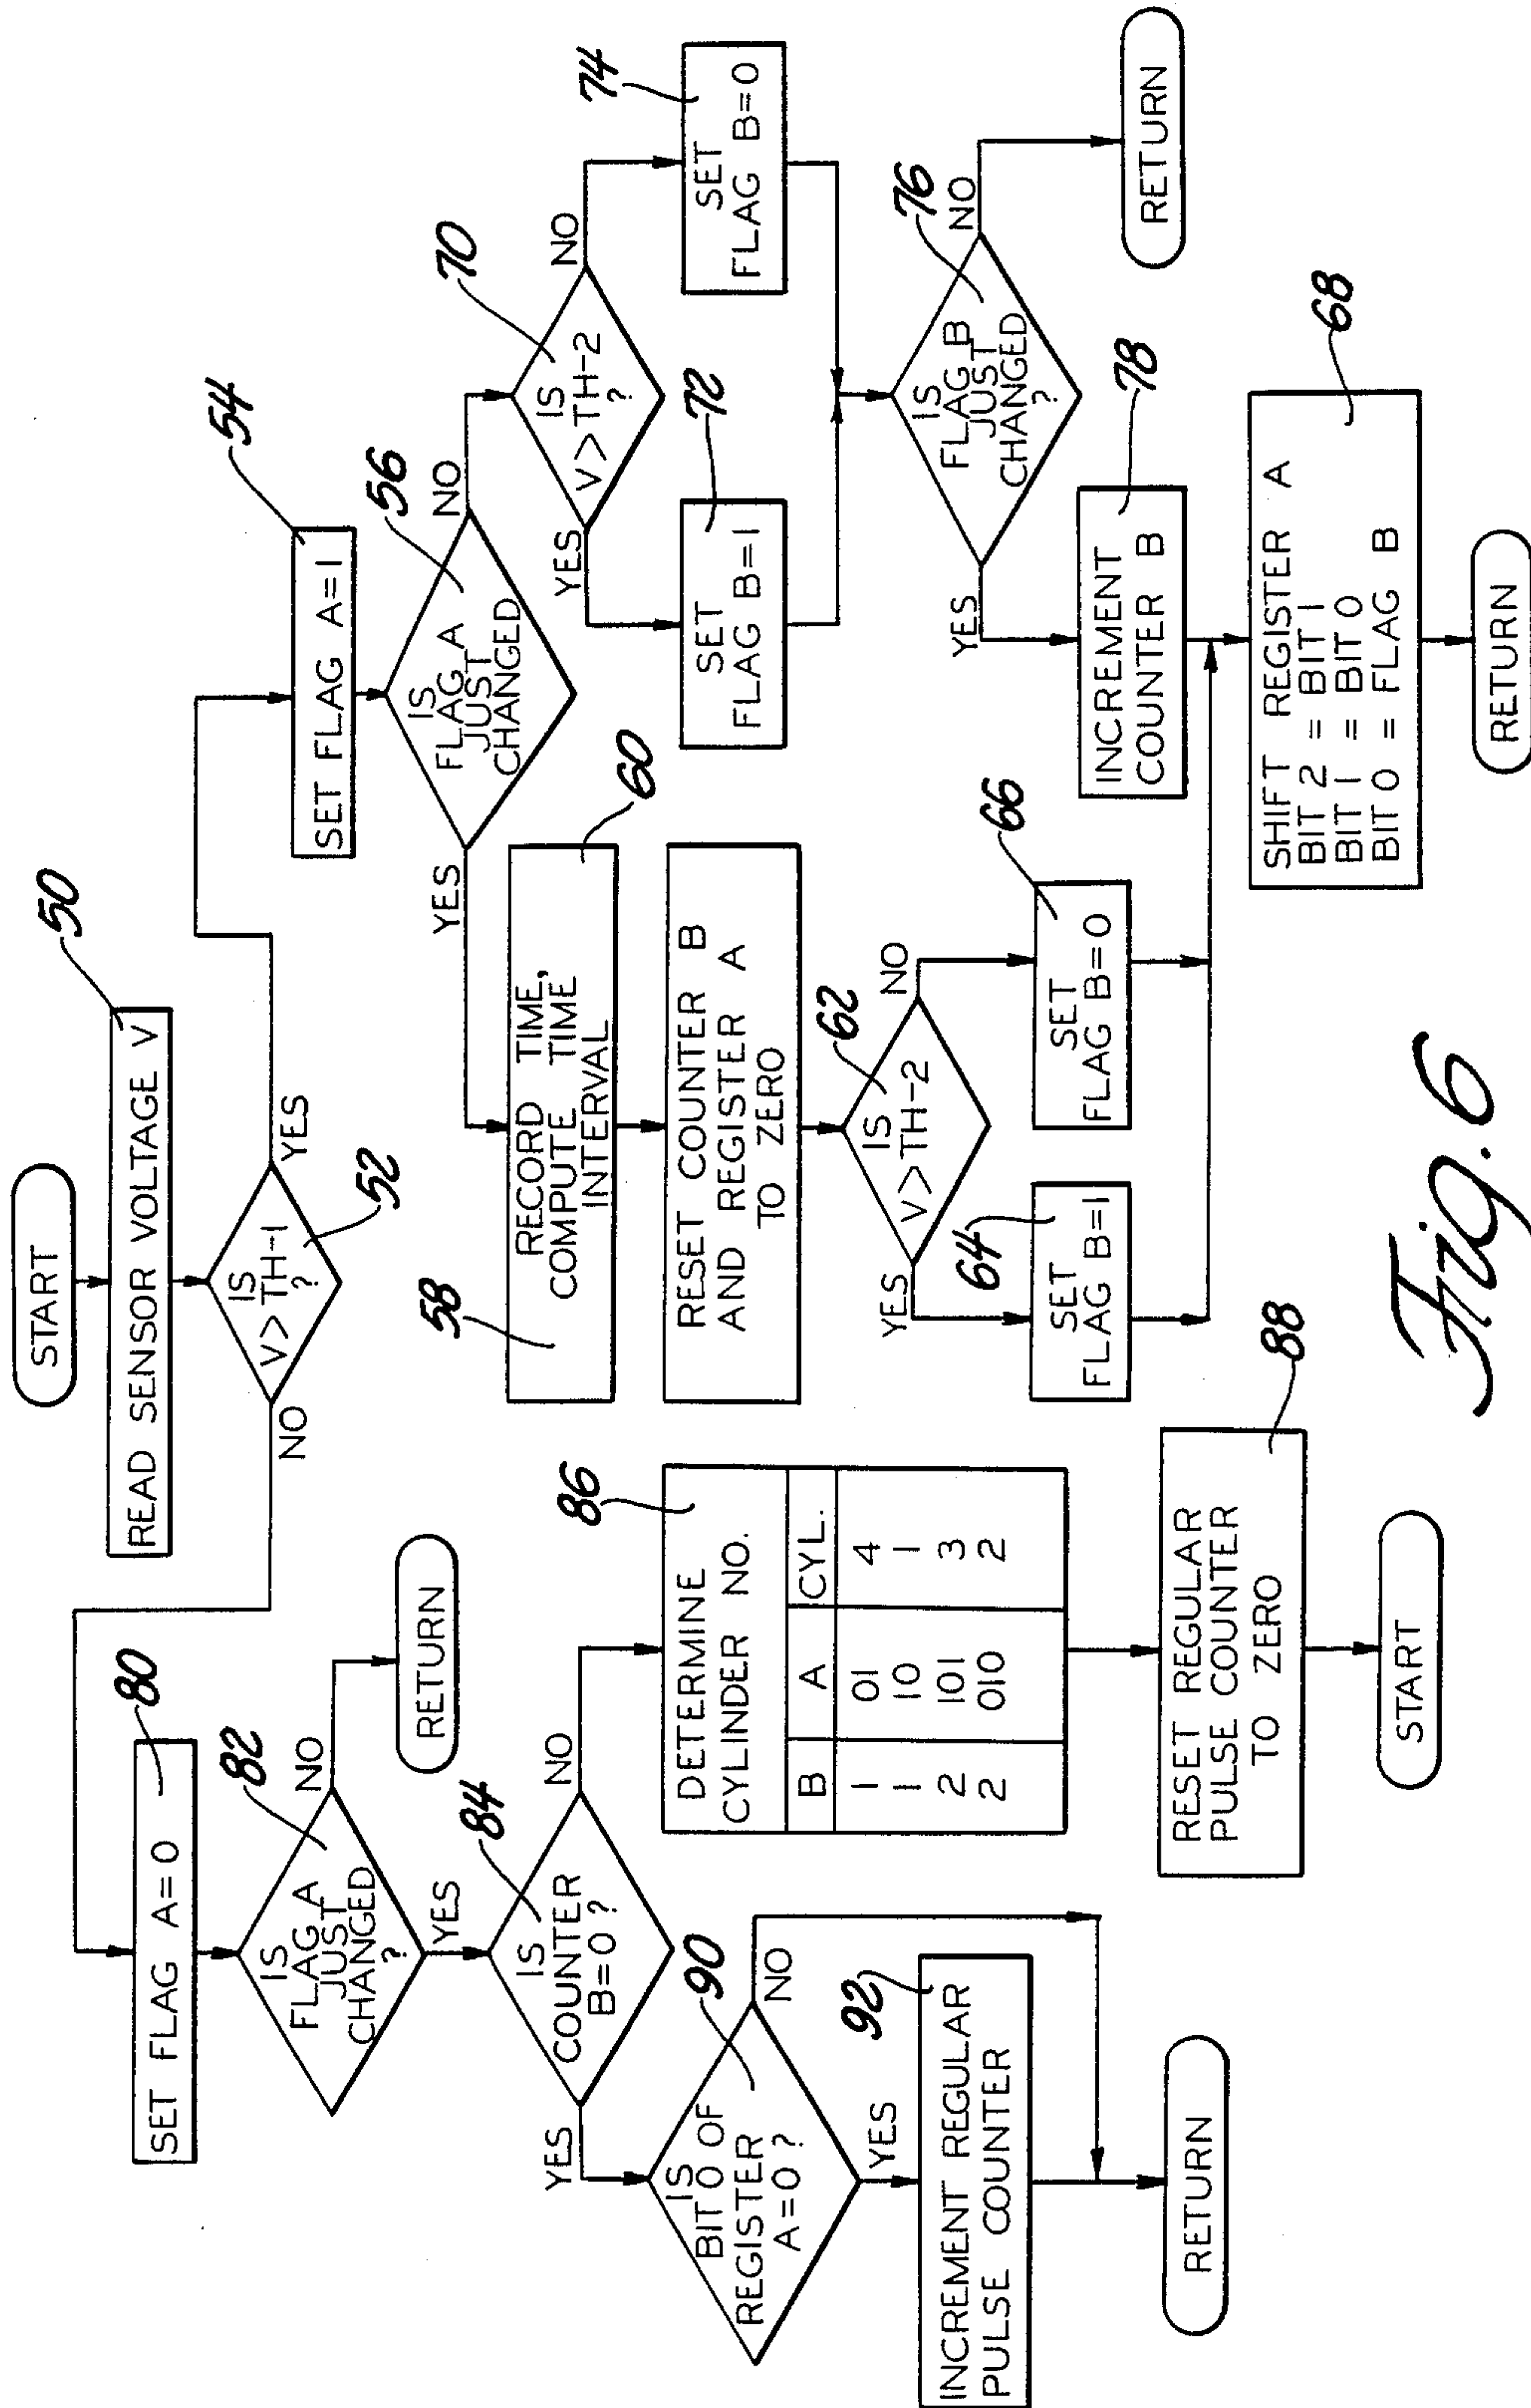 START
50
READ SENSOR VOLTAGE V
IS
V > TH-1
?
52
NO
YES
80
SET FLAG A=0
82
IS
FLAG A
JUST
CHANGED
?
NO
RETURN
YES
84
IS
COUNTER
B=0 ?
NO
YES
90
IS
BIT 0 OF
REGISTER
A=0 ?
NO
YES
92
INCREMENT REGULAR
PULSE COUNTER
RETURN
86
DETERMINE
CYLINDER NO.
B A CYL.
1 01 4
1 10 1
2 101 3
2 010 2
88
RESET REGULAR
PULSE COUNTER
TO ZERO
START
54
SET FLAG A=1
56
IS
FLAG A
JUST
CHANGED
?
YES
NO
58
60
RECORD TIME,
COMPUTE TIME
INTERVAL
RESET COUNTER B
AND REGISTER A
TO ZERO
62
IS
V > TH-2
?
YES
NO
64
SET
FLAG B=1
66
SET
FLAG B=0
70
IS
V > TH-2
?
YES
NO
72
SET
FLAG B=1
74
SET
FLAG B=0
76
IS
FLAG B
JUST
CHANGED
?
YES
NO
RETURN
78
INCREMENT
COUNTER B
68
SHIFT REGISTER A
BIT 2 = BIT 1
BIT 1 = BIT 0
BIT 0 = FLAG B
RETURN
Fig. 6